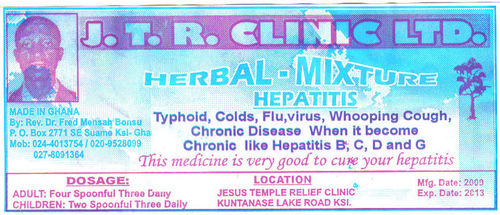 J. T. R. CLINIC LTD.
HERBAL - MIXTURE
HEPATITIS
MADE IN GHANA
By: Rev. Dr. Fred Mensah Bonsu
P. O. Box 2771 SE Suame Ksi- Gha
Mob: 024-4013754 / 020-9528099
027-8091364
Typhoid, Colds, Flu,virus, Whooping Cough,
Chronic Disease When it become
Chronic like Hepatitis B, C, D and G
This medicine is very good to cure your hepatitis
DOSAGE:
ADULT: Four Spoonful Three Daily
CHILDREN: Two Spoonful Three Daily
LOCATION
JESUS TEMPLE RELIEF CLINIC
KUNTANASE LAKE ROAD KSI.
Mfg. Date: 2009
Exp. Date: 2013